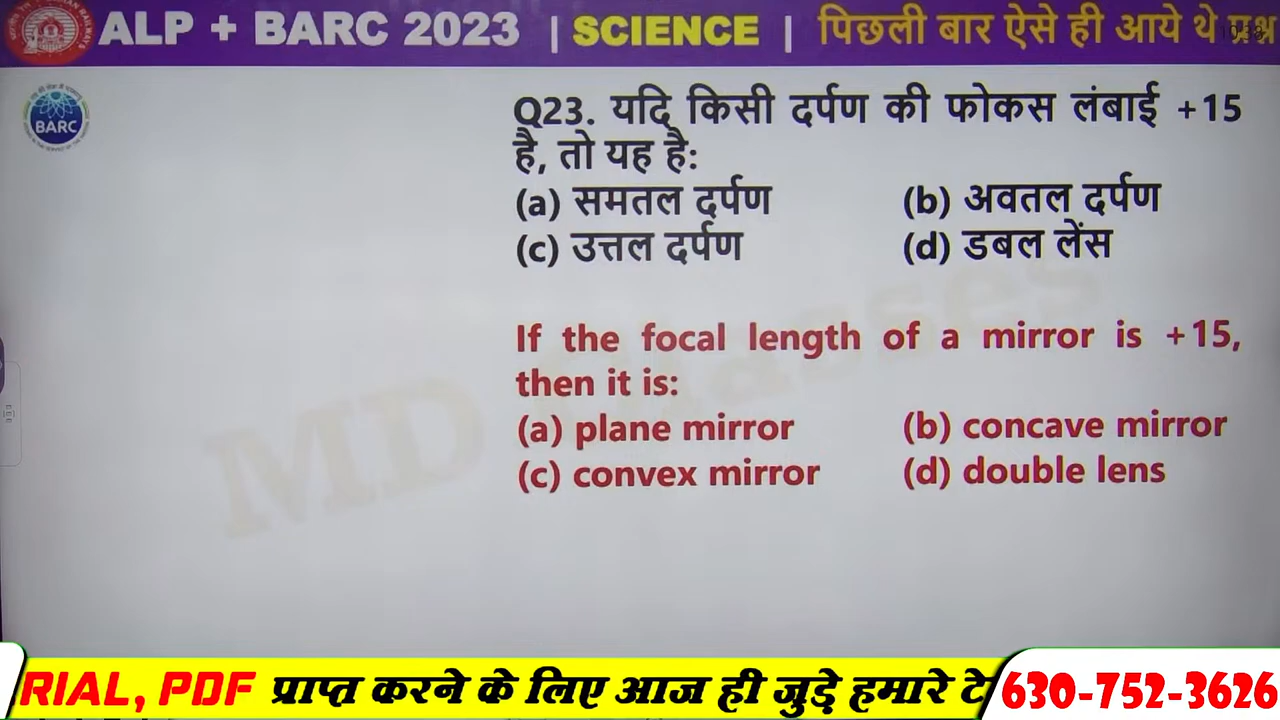 ALP + BARC 2023 | SCIENCE | पिछली बार ऐसे ही आये थे प्रश्न
BARC
Q23. यदि किसी दर्पण की फोकस लंबाई +15
है, तो यह है:
(a) समतल दर्पण (b) अवतल दर्पण
(c) उत्तल दर्पण (d) डबल लेंस
MD Classes
If the focal length of a mirror is +15,
then it is:
(a) plane mirror (b) concave mirror
(c) convex mirror (d) double lens
RIAL, PDF प्राप्त करने के लिए आज ही जुड़े हमारे टे 630-752-3626